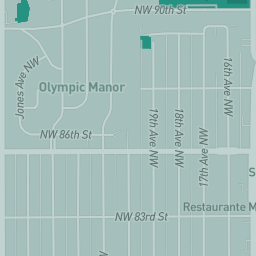 NW 90th St
Jones Ave NW
Olympic Manor
16th Ave NW
19th Ave NW
18th Ave NW
17th Ave NW
NW 86th St
S
Restaurante M
NW 83rd St